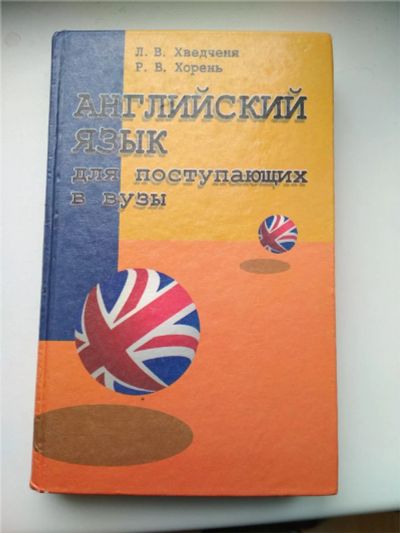 Л. В. Хведченя
Р. В. Хорень
АНГЛИЙСКИЙ
ЯЗЫК
для поступающих
в вузы